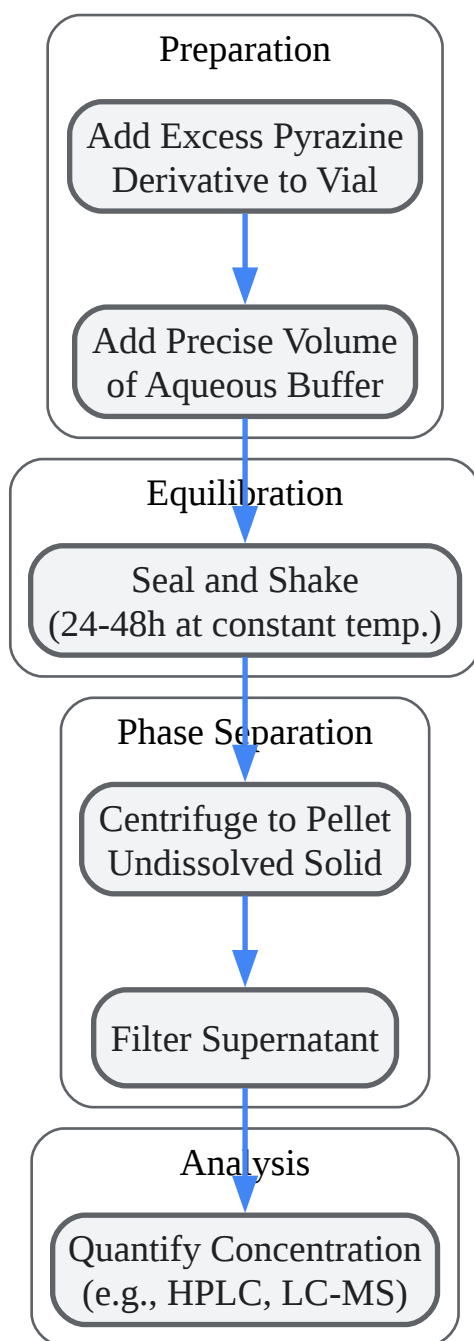 Preparation
Add Excess Pyrazine
Derivative to Vial
Add Precise Volume
of Aqueous Buffer
Equilibration
Seal and Shake
(24-48h at constant temp.)
Phase Separation
Centrifuge to Pellet
Undissolved Solid
Filter Supernatant
Analysis
Quantify Concentration
(e.g., HPLC, LC-MS)